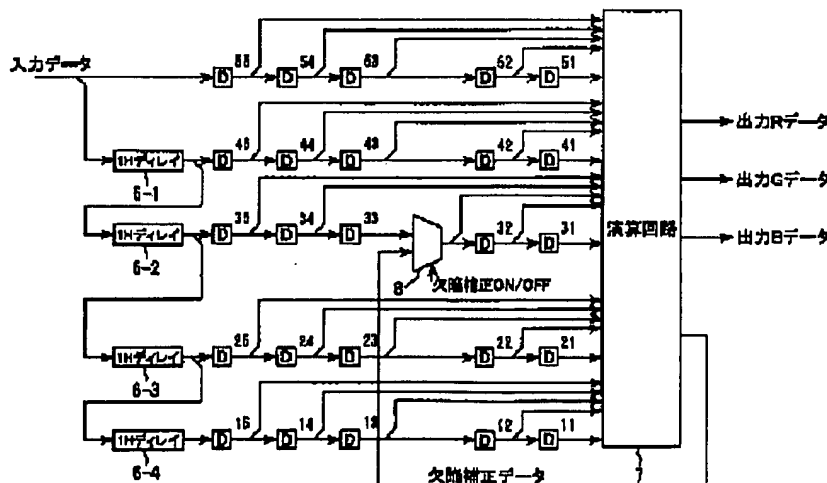 入力データ
55 54 53 52 51
D D D D D
45 44 43 42 41
D D D D D
1Hディレイ
6-1
35 34 33 32 31
D D D D D
1Hディレイ
6-2
8
欠陥補正ON/OFF
25 24 23 22 21
D D D D D
1Hディレイ
6-3
15 14 13 12 11
D D D D D
1Hディレイ
6-4
欠陥補正データ
演算回路
7
出力Rデータ
出力Gデータ
出力Bデータ